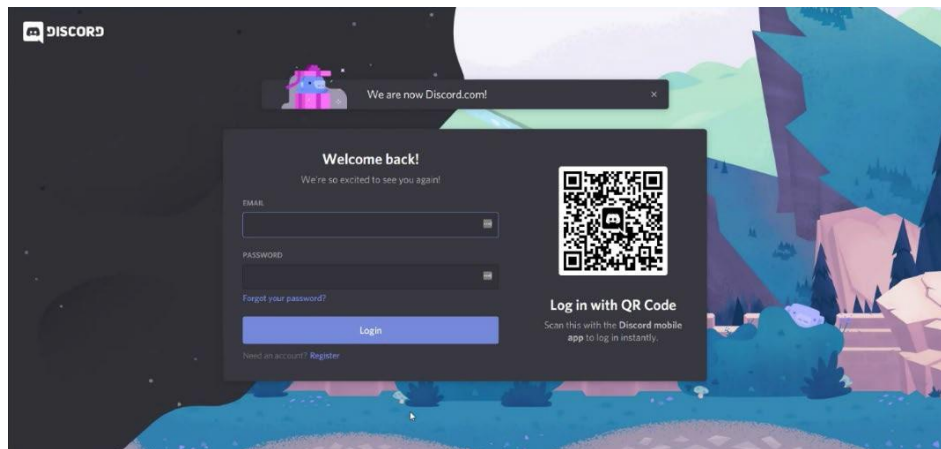 DISCORD
We are now Discord.com!
Welcome back!
We're so excited to see you again!
EMAIL
PASSWORD
Forgot your password?
Login
Need an account? Register
Log in with QR Code
Scan this with the Discord mobile
app to log in instantly.